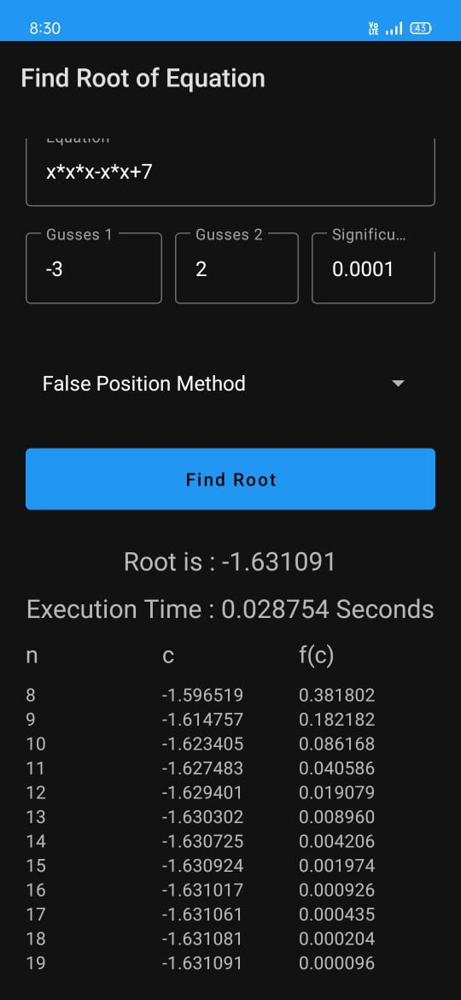 8:30 Vo LTE 43
Find Root of Equation
Equation
x*x*x-x*x+7
Gusses 1 Gusses 2 Significu...
-3 2 0.0001
False Position Method
Find Root
Root is : -1.631091
Execution Time : 0.028754 Seconds
n c f(c)
8 -1.596519 0.381802
9 -1.614757 0.182182
10 -1.623405 0.086168
11 -1.627483 0.040586
12 -1.629401 0.019079
13 -1.630302 0.008960
14 -1.630725 0.004206
15 -1.630924 0.001974
16 -1.631017 0.000926
17 -1.631061 0.000435
18 -1.631081 0.000204
19 -1.631091 0.000096